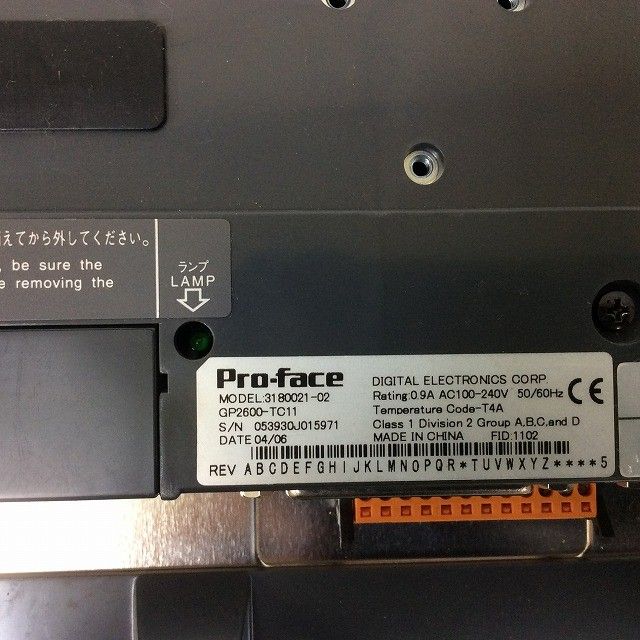 えてから外してください。
, be sure the
e removing the
ランプ
LAMP
Pro-face
DIGITAL ELECTRONICS CORP.
MODEL:3180021-02
Rating:0.9A AC100-240V 50/60Hz
CE
GP2600-TC11
Temperature Code-T4A
S/N 053930J015971
Class 1 Division 2 Group A,B,C,and D
DATE 04/06
MADE IN CHINA FID:1102
REV ABCDEFGHIJKLMNOPQR*TUVWXYZ****5